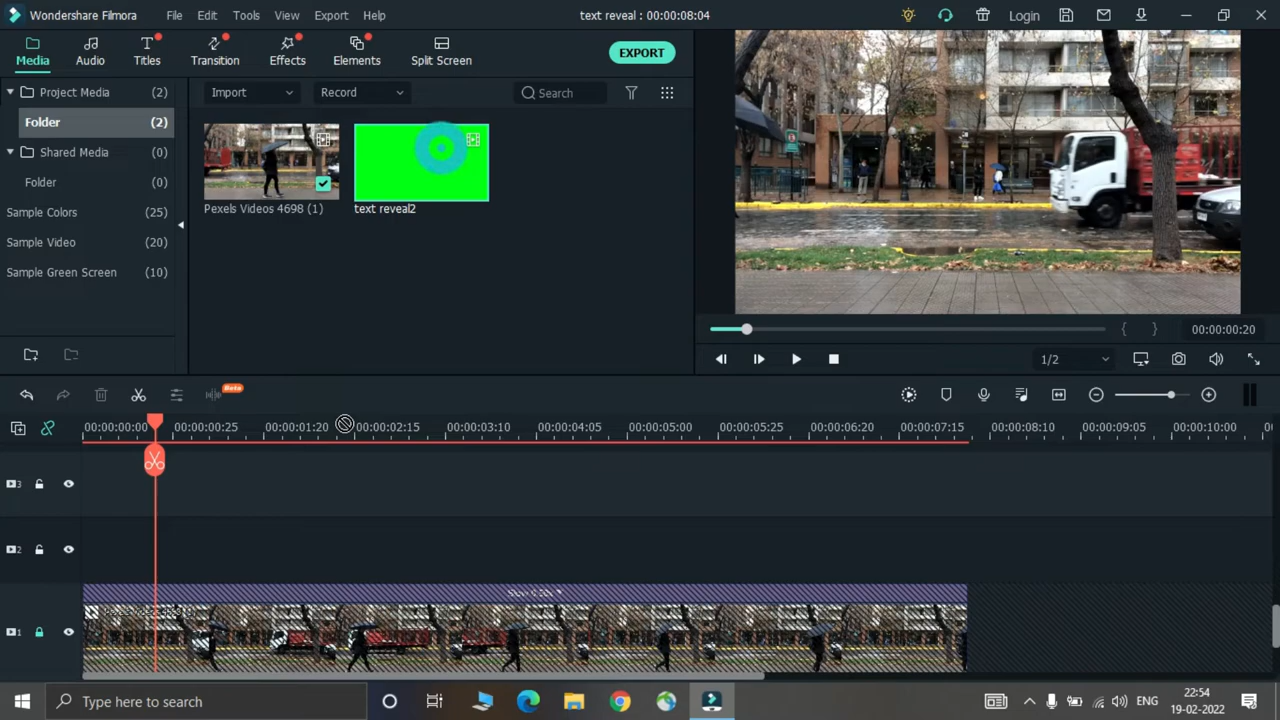 Wondershare Filmora File Edit Tools View Export Help text reveal : 00:00:08:04 Login
Media Audio Titles Transition Effects Elements Split Screen EXPORT
Project Media (2) Import Record Search
Folder (2)
Shared Media (0)
Folder (0)
Sample Colors (25) Pexels Videos 4698 (1) text reveal2
Sample Video (20)
Sample Green Screen (10)
00:00:00:20
1/2
Beta
00:00:00:00 00:00:00:25 00:00:01:20 00:00:02:15 00:00:03:10 00:00:04:05 00:00:05:00 00:00:05:25 00:00:06:20 00:00:07:15 00:00:08:10 00:00:09:05 00:00:10:00
3
2
1
Type here to search ENG 22:54
19-02-2022